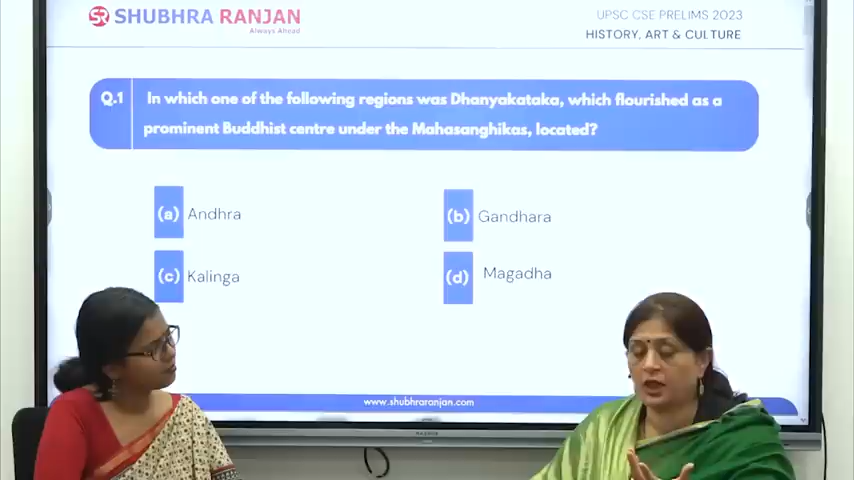 SR SHUBHRA RANJAN
Always Ahead
UPSC CSE PRELIMS 2023
HISTORY, ART & CULTURE
Q.1 In which one of the following regions was Dhanyakataka, which flourished as a
prominent Buddhist centre under the Mahasanghikas, located?
(a) Andhra
(b) Gandhara
(c) Kalinga
(d) Magadha
www.shubhraranjan.com